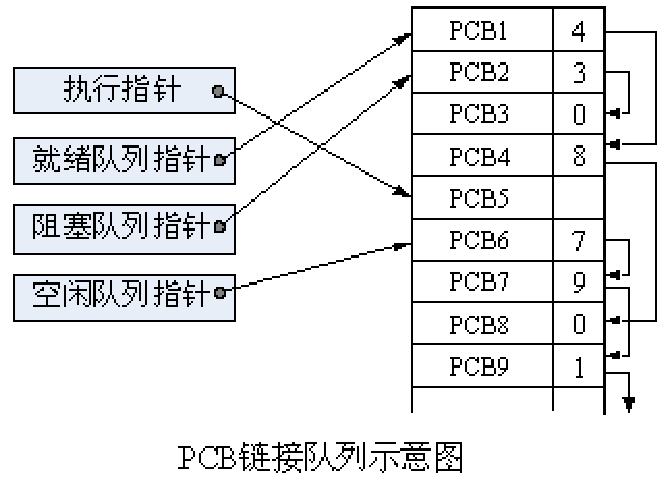 执行指针
就绪队列指针
阻塞队列指针
空闲队列指针
PCB1 4
PCB2 3
PCB3 0
PCB4 8
PCB5
PCB6 7
PCB7 9
PCB8 0
PCB9 1
PCB链接队列示意图